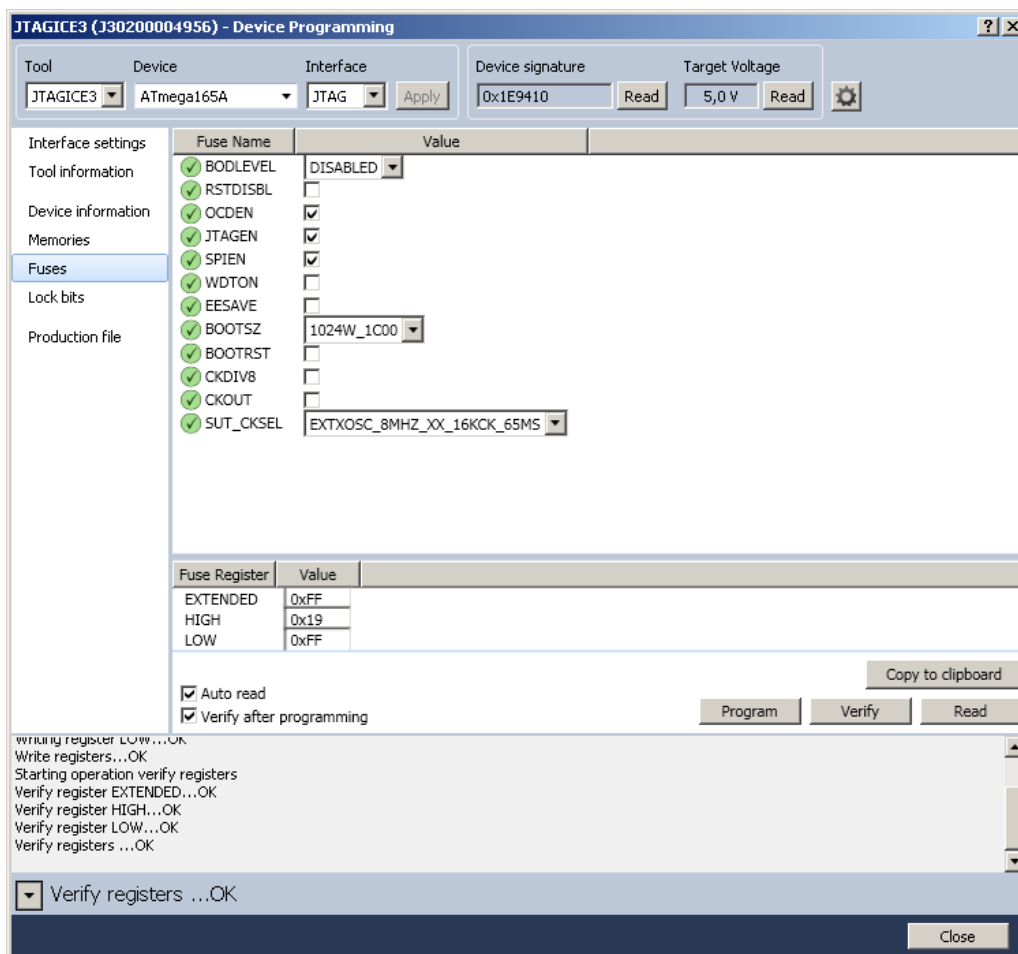 JTAGICE3 (J30200004956) - Device Programming
Tool Device Interface Device signature Target Voltage
JTAGICE3 ATmega165A JTAG Apply 0x1E9410 Read 5,0 V Read
Interface settings
Tool information
Device information
Memories
Fuses
Lock bits
Production file
Fuse Name Value
BODLEVEL DISABLED
RSTDISBL
OCDEN
JTAGEN
SPIEN
WDTON
EESAVE
BOOTSZ 1024W_1C00
BOOTRST
CKDIV8
CKOUT
SUT_CKSEL EXTXOSC_8MHZ_XX_16KCK_65MS
Fuse Register Value
EXTENDED 0xFF
HIGH 0x19
LOW 0xFF
Copy to clipboard
Auto read
Verify after programming
Program Verify Read
Writing register LOW...OK
Write registers...OK
Starting operation verify registers
Verify register EXTENDED...OK
Verify register HIGH...OK
Verify register LOW...OK
Verify registers ...OK
Verify registers ...OK
Close